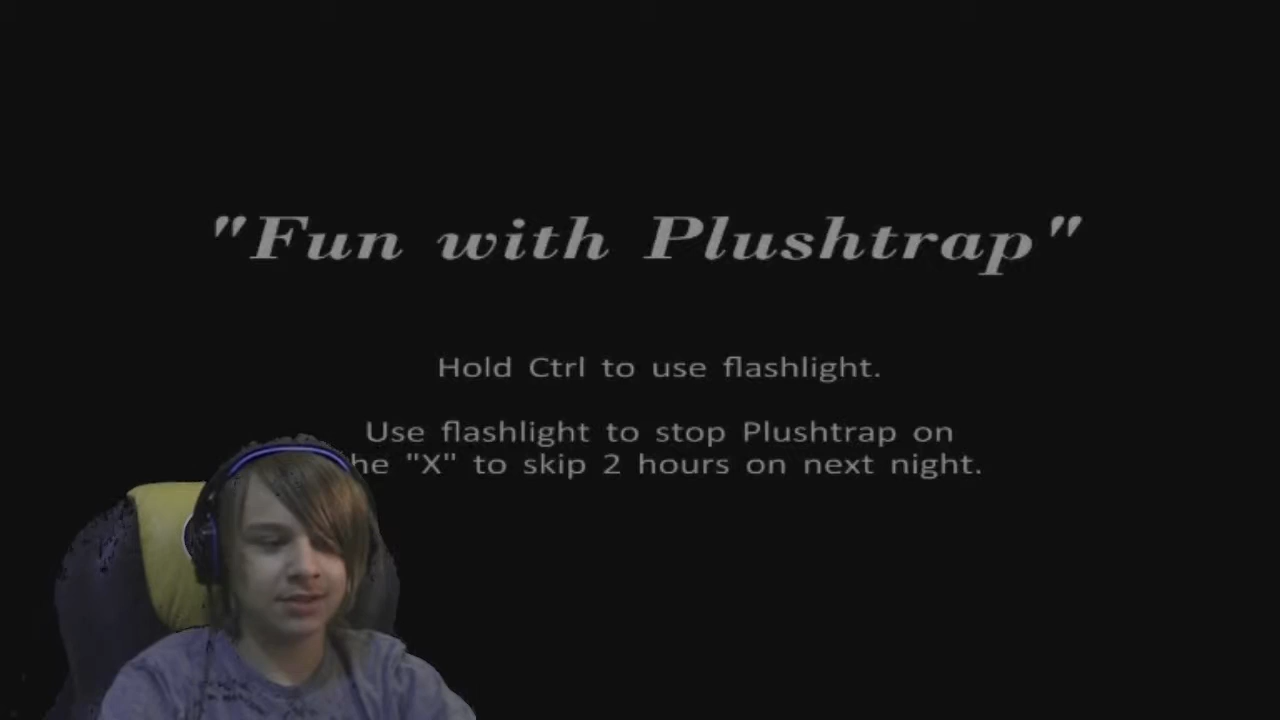 "Fun with Plushtrap"
Hold Ctrl to use flashlight.
Use flashlight to stop Plushtrap on
he "X" to skip 2 hours on next night.